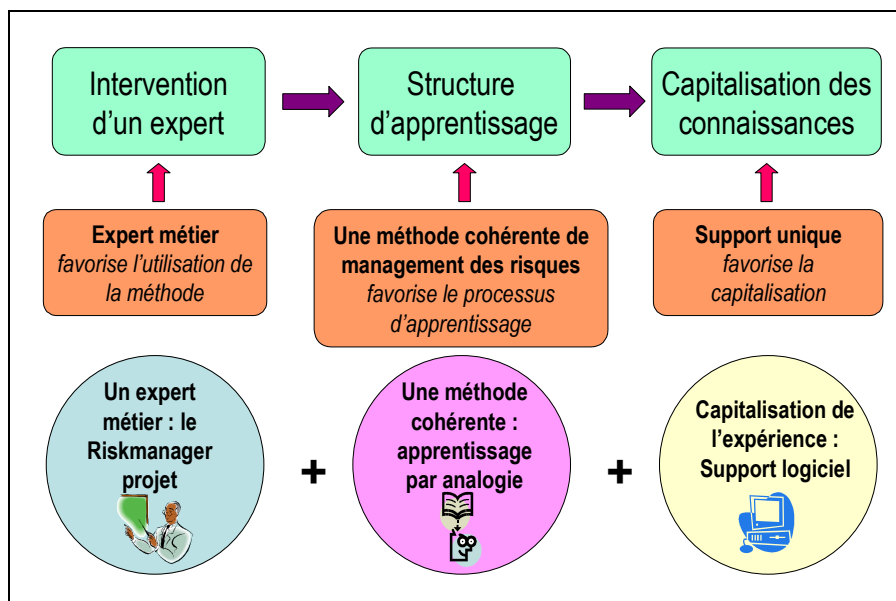 Intervention
d'un expert
Structure
d'apprentissage
Capitalisation des
connaissances
Expert métier
favorise l'utilisation de
la méthode
Une méthode cohérente de
management des risques
favorise le processus
d'apprentissage
Support unique
favorise la
capitalisation
Un expert
métier : le
Riskmanager
projet
+
Une méthode
cohérente :
apprentissage
par analogie
+
Capitalisation de
l'expérience :
Support logiciel